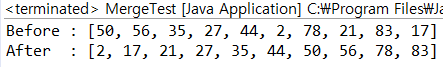 <terminated> MergeTest [Java Application] C:₩Program Files₩Ja
Before : [50, 56, 35, 27, 44, 2, 78, 21, 83, 17]
After  : [2, 17, 21, 27, 35, 44, 50, 56, 78, 83]